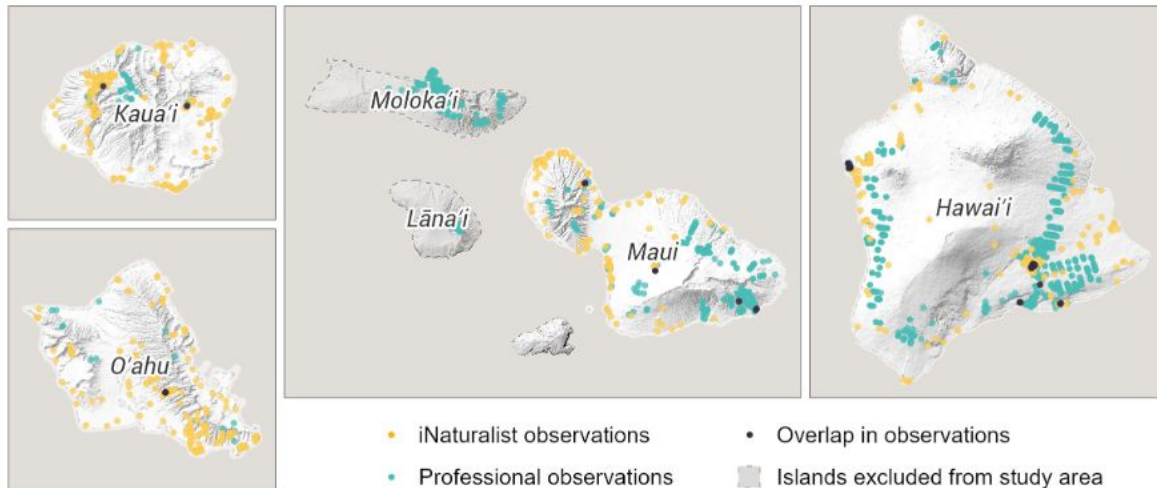 Kaua‘i
O‘ahu
Moloka‘i
Lāna‘i
Maui
Hawai‘i
iNaturalist observations
Overlap in observations
Professional observations
Islands excluded from study area